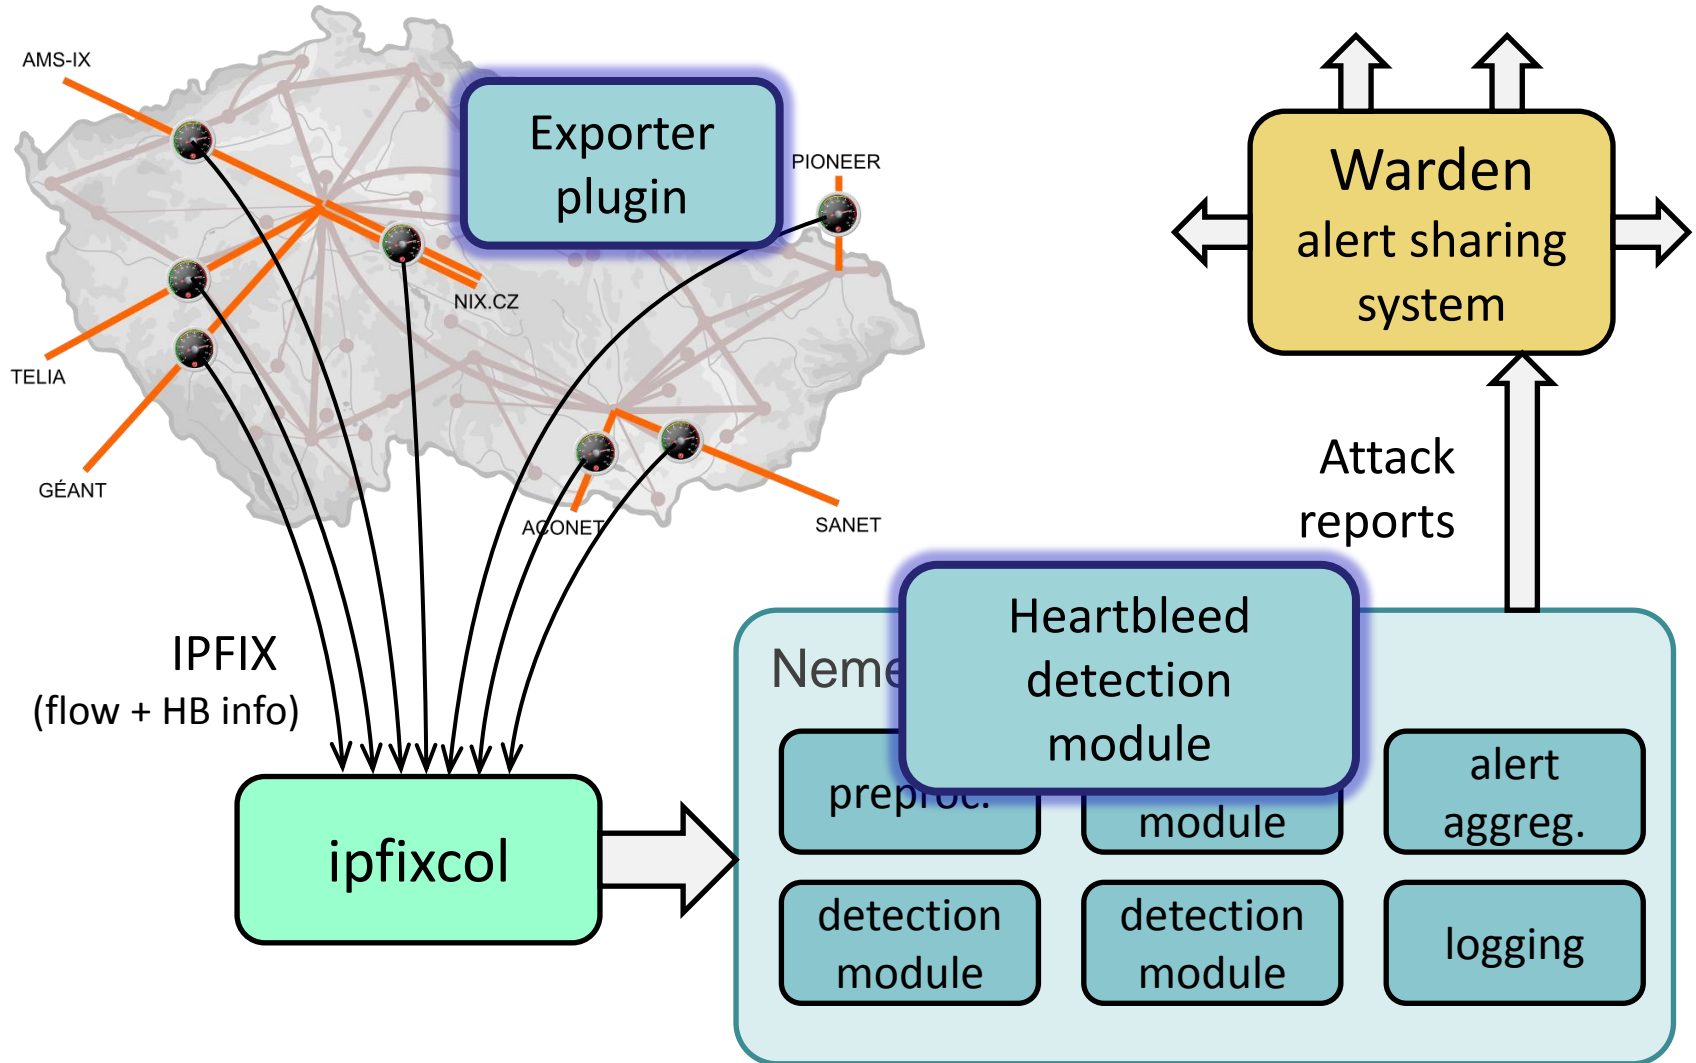 AMS-IX
Exporter
plugin
PIONEER
NIX.CZ
TELIA
GÉANT
ACONET
SANET
Warden
alert sharing
system
Attack
reports
IPFIX
(flow + HB info)
ipfixcol
Heartbleed
detection
module
preproc.
module
alert
aggreg.
detection
module
detection
module
logging